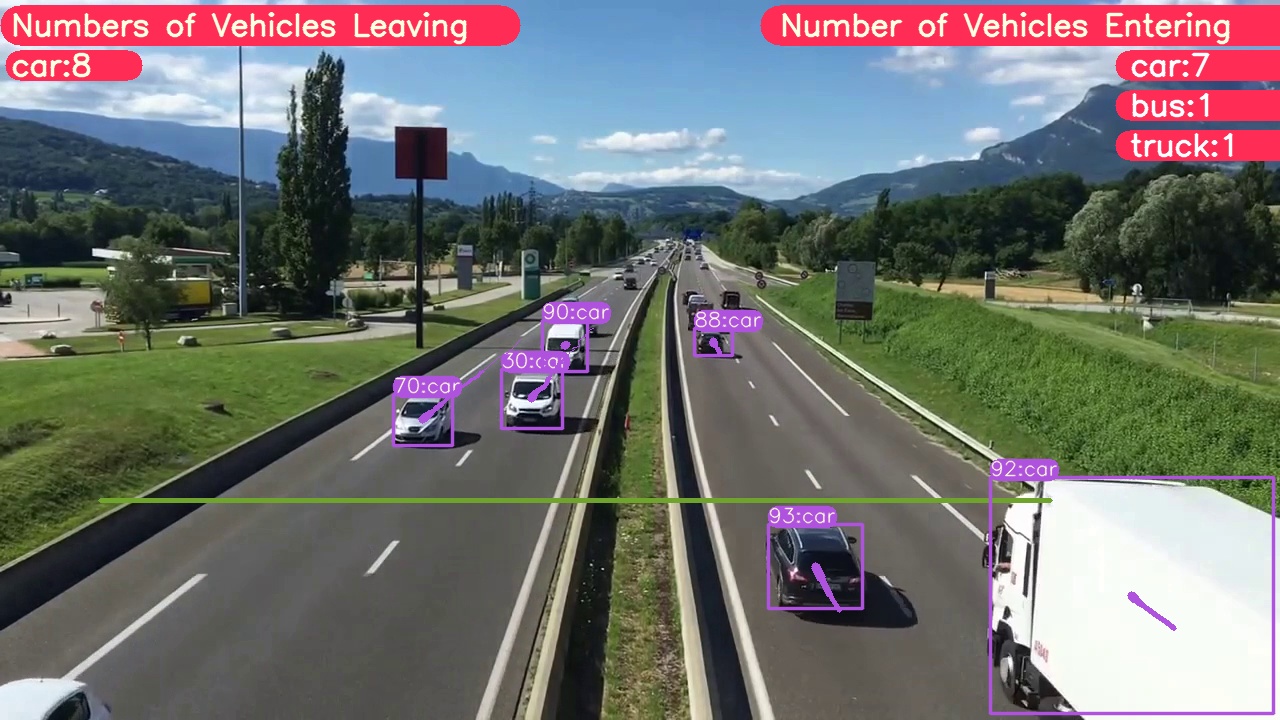 Numbers of Vehicles Leaving
car:8
Number of Vehicles Entering
car:7
bus:1
truck:1
90:car
88:car
30:car
70:car
92:car
93:car